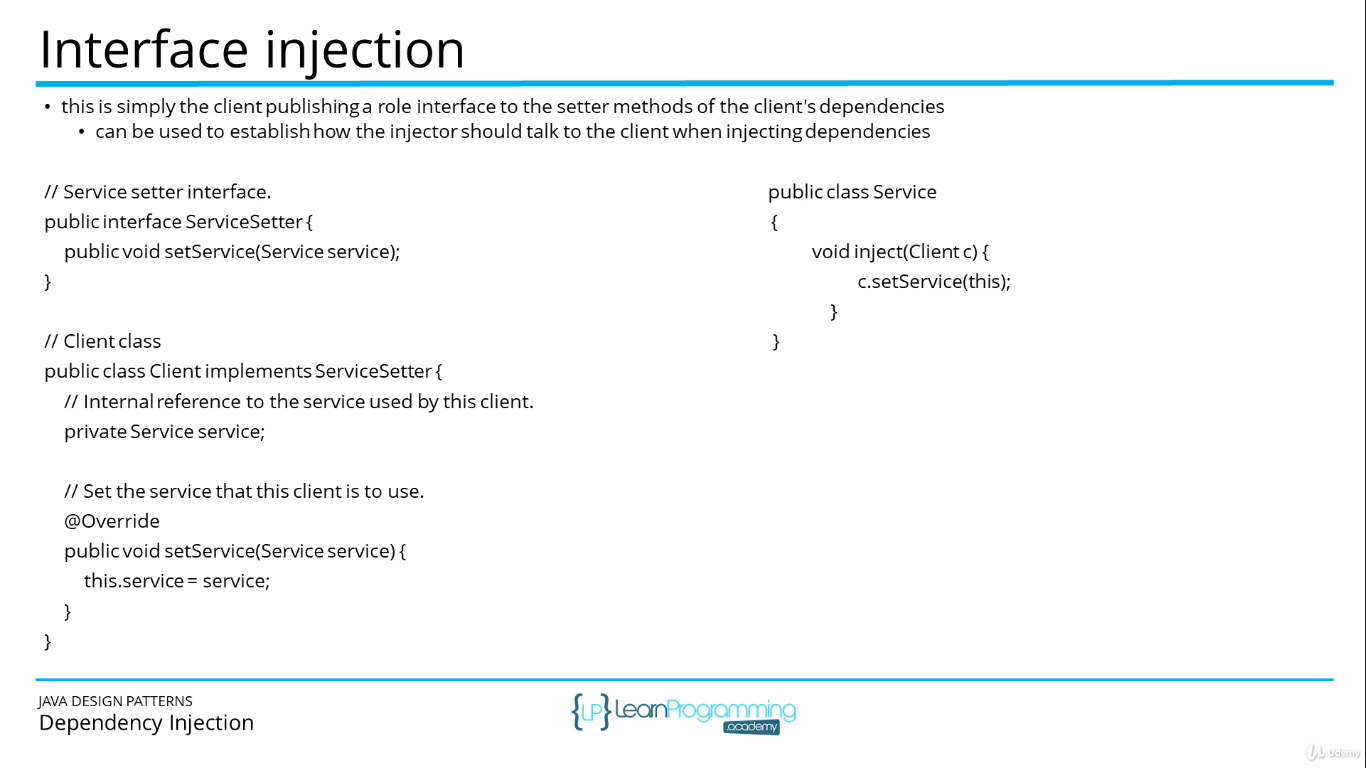 Interface injection
• this is simply the client publishing a role interface to the setter methods of the client's dependencies
• can be used to establish how the injector should talk to the client when injecting dependencies
// Service setter interface.
public interface ServiceSetter {
public void setService(Service service);
}
// Client class
public class Client implements ServiceSetter {
// Internal reference to the service used by this client.
private Service service;
// Set the service that this client is to use.
@Override
public void setService(Service service) {
this.service = service;
}
}
public class Service
{
void inject(Client c) {
c.setService(this);
}
}
JAVA DESIGN PATTERNS
Dependency Injection
{LP} LearnProgramming
.academy
Udemy